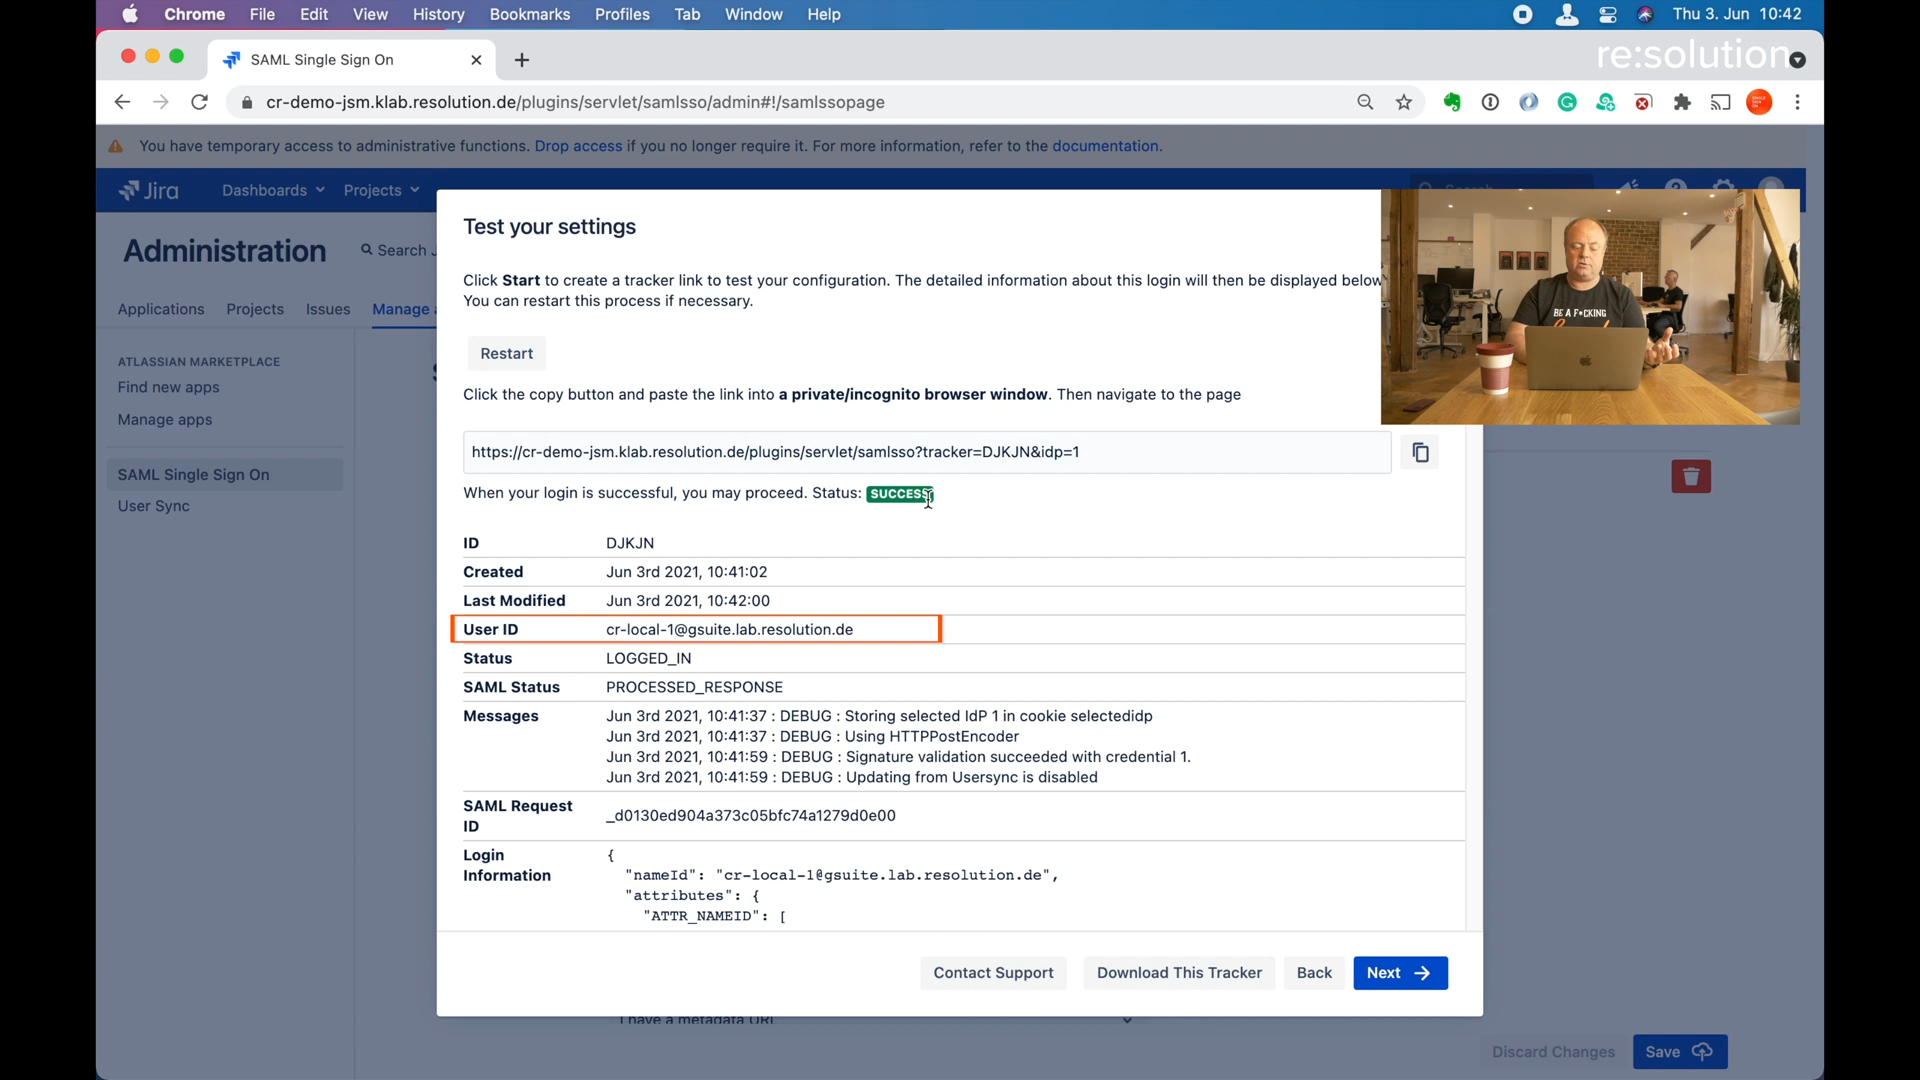 Chrome File Edit View History Bookmarks Profiles Tab Window Help
Thu 3. Jun 10:42
SAML Single Sign On
re:solution
cr-demo-jsm.klab.resolution.de/plugins/servlet/samlsso/admin#!/samlssopage
You have temporary access to administrative functions. Drop access if you no longer require it. For more information, refer to the documentation.
Jira Dashboards Projects
Search
Administration
Search J
Applications Projects Issues Manage a
ATLASSIAN MARKETPLACE
Find new apps
Manage apps
SAML Single Sign On
User Sync
Test your settings
Click Start to create a tracker link to test your configuration. The detailed information about this login will then be displayed below
You can restart this process if necessary.
Restart
Click the copy button and paste the link into a private/incognito browser window. Then navigate to the page
https://cr-demo-jsm.klab.resolution.de/plugins/servlet/samlsso?tracker=DJKJN&idp=1
When your login is successful, you may proceed. Status: SUCCESS
ID DJKJN
Created Jun 3rd 2021, 10:41:02
Last Modified Jun 3rd 2021, 10:42:00
User ID cr-local-1@gsuite.lab.resolution.de
Status LOGGED_IN
SAML Status PROCESSED_RESPONSE
Messages Jun 3rd 2021, 10:41:37 : DEBUG : Storing selected IdP 1 in cookie selectedidp
Jun 3rd 2021, 10:41:37 : DEBUG : Using HTTPPostEncoder
Jun 3rd 2021, 10:41:59 : DEBUG : Signature validation succeeded with credential 1.
Jun 3rd 2021, 10:41:59 : DEBUG : Updating from Usersync is disabled
SAML Request
ID
_d0130ed904a373c05bfc74a1279d0e00
Login
Information
{
"nameId": "cr-local-1@gsuite.lab.resolution.de",
"attributes": {
"ATTR_NAMEID": [
Contact Support Download This Tracker Back Next
I have a metadata URL
Discard Changes Save
BE A F*CKING